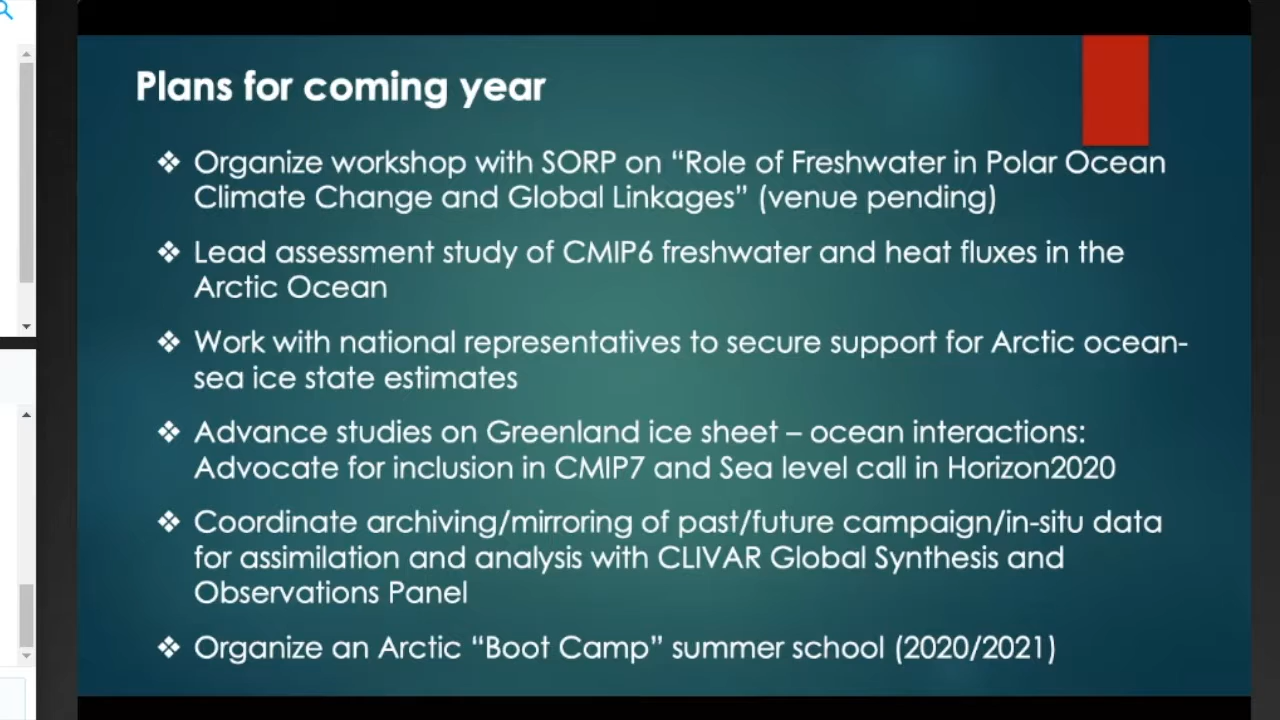 Plans for coming year
❖ Organize workshop with SORP on “Role of Freshwater in Polar Ocean
Climate Change and Global Linkages” (venue pending)
❖ Lead assessment study of CMIP6 freshwater and heat fluxes in the
Arctic Ocean
❖ Work with national representatives to secure support for Arctic ocean-
sea ice state estimates
❖ Advance studies on Greenland ice sheet – ocean interactions:
Advocate for inclusion in CMIP7 and Sea level call in Horizon2020
❖ Coordinate archiving/mirroring of past/future campaign/in-situ data
for assimilation and analysis with CLIVAR Global Synthesis and
Observations Panel
❖ Organize an Arctic “Boot Camp” summer school (2020/2021)